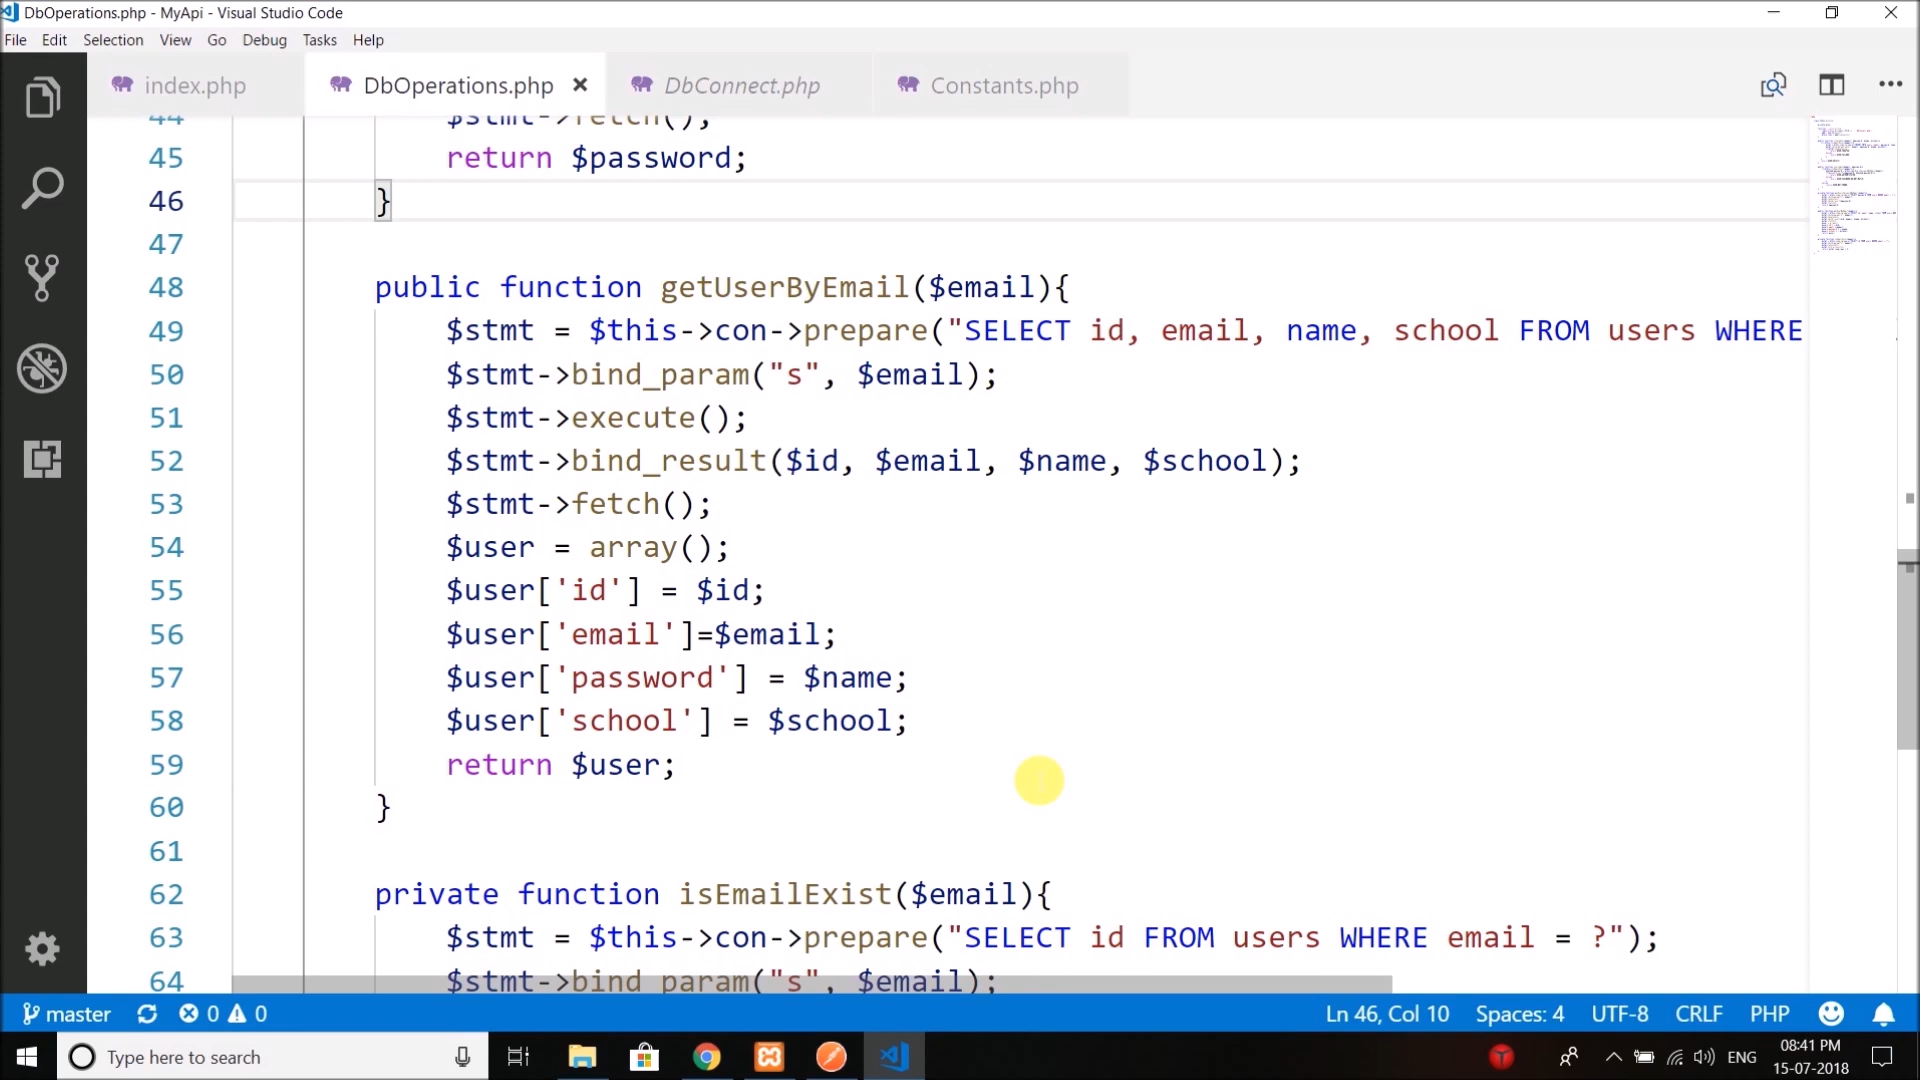 DbOperations.php - MyApi - Visual Studio Code
File Edit Selection View Go Debug Tasks Help
index.php DbOperations.php DbConnect.php Constants.php
44 $stmt->fetch();
45 return $password;
46 }
47
48 public function getUserByEmail($email){
49 $stmt = $this->con->prepare("SELECT id, email, name, school FROM users WHERE
50 $stmt->bind_param("s", $email);
51 $stmt->execute();
52 $stmt->bind_result($id, $email, $name, $school);
53 $stmt->fetch();
54 $user = array();
55 $user['id'] = $id;
56 $user['email']=$email;
57 $user['password'] = $name;
58 $user['school'] = $school;
59 return $user;
60 }
61
62 private function isEmailExist($email){
63 $stmt = $this->con->prepare("SELECT id FROM users WHERE email = ?");
64 $stmt->bind_param("s", $email);
master 0 0 Ln 46, Col 10 Spaces: 4 UTF-8 CRLF PHP
Type here to search ENG 08:41 PM
15-07-2018